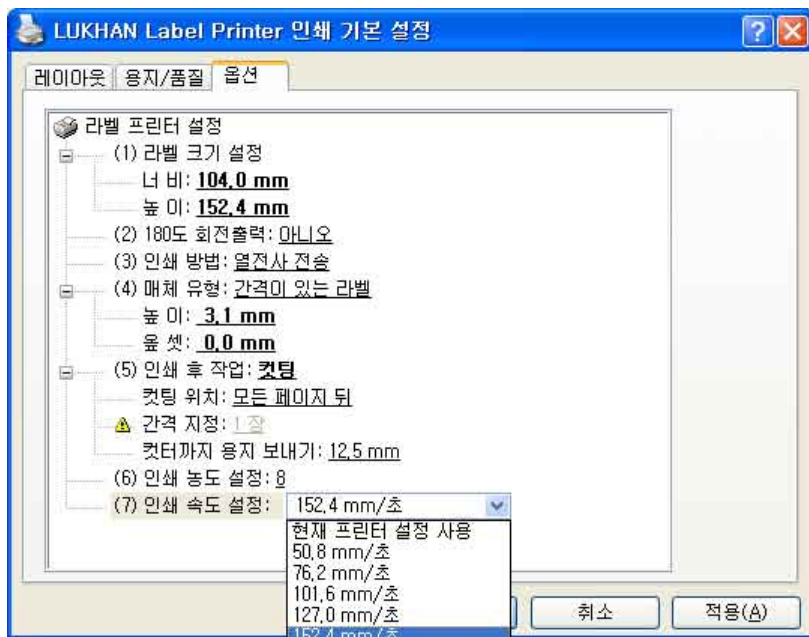 LUKHAN Label Printer 인쇄 기본 설정
레이아웃 용지/품질 옵션
라벨 프린터 설정
(1) 라벨 크기 설정
너 비: 104,0 mm
높 이: 152,4 mm
(2) 180도 회전출력: 아니오
(3) 인쇄 방법: 열전사 전송
(4) 매체 유형: 간격이 있는 라벨
높 이: 3,1 mm
옾 셋: 0,0 mm
(5) 인쇄 후 작업: 컷팅
컷팅 위치: 모든 페이지 뒤
간격 지정: 1 장
컷터까지 용지 보내기: 12,5 mm
(6) 인쇄 농도 설정: 8
(7) 인쇄 속도 설정: 152,4 mm/초
현재 프린터 설정 사용
50,8 mm/초
76,2 mm/초
101,6 mm/초
127,0 mm/초
152,4 mm/초
취소 적용(A)